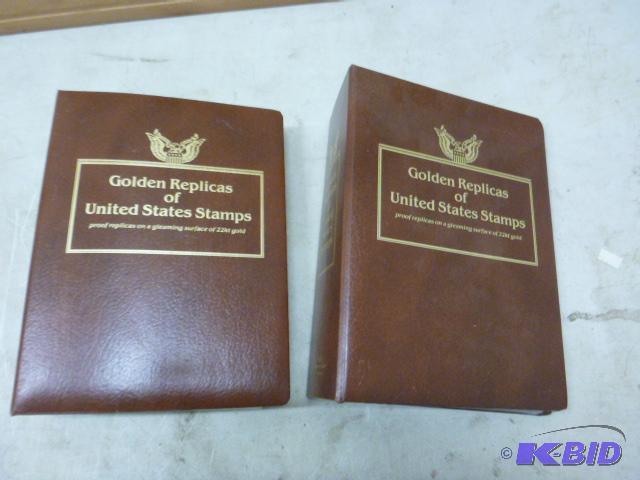 Golden Replicas
of
United States Stamps
proof replicas on a gleaming surface of 22kt gold
Golden Replicas
of
United States Stamps
proof replicas on a gleaming surface of 22kt gold
© K-BID